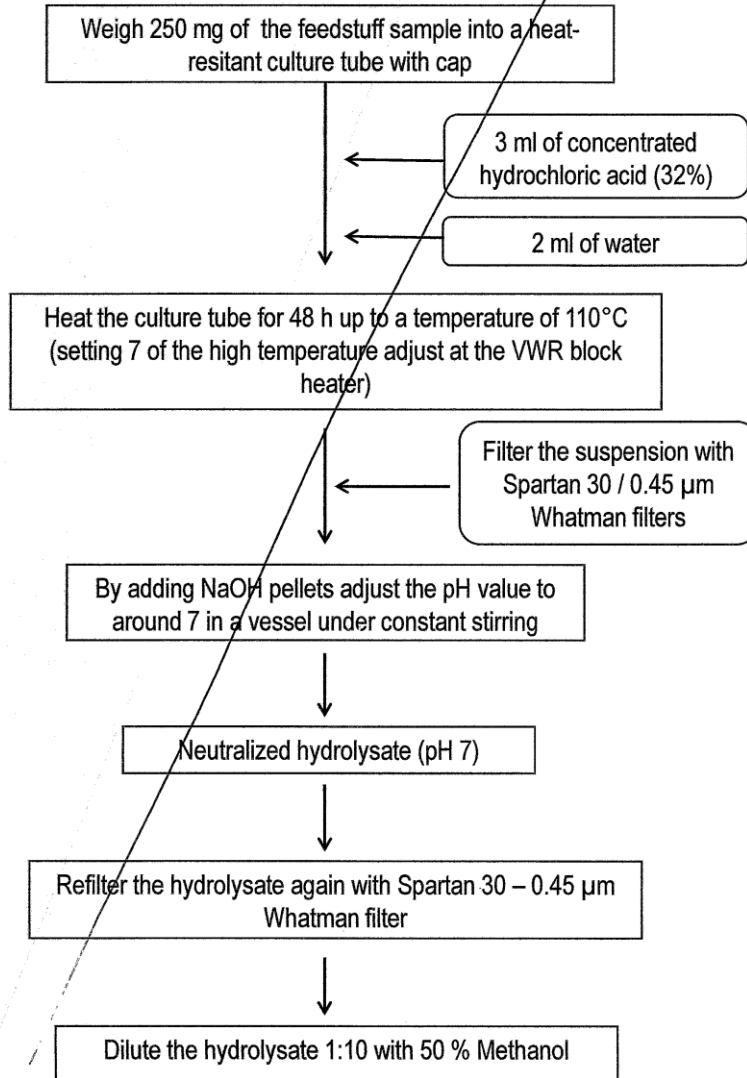 Weigh 250 mg of the feedstuff sample into a heat-
resitant culture tube with cap
3 ml of concentrated
hydrochloric acid (32%)
2 ml of water
Heat the culture tube for 48 h up to a temperature of 110°C
(setting 7 of the high temperature adjust at the VWR block
heater)
Filter the suspension with
Spartan 30 / 0.45 µm
Whatman filters
By adding NaOH pellets adjust the pH value to
around 7 in a vessel under constant stirring
Neutralized hydrolysate (pH 7)
Refilter the hydrolysate again with Spartan 30 – 0.45 µm
Whatman filter
Dilute the hydrolysate 1:10 with 50 % Methanol